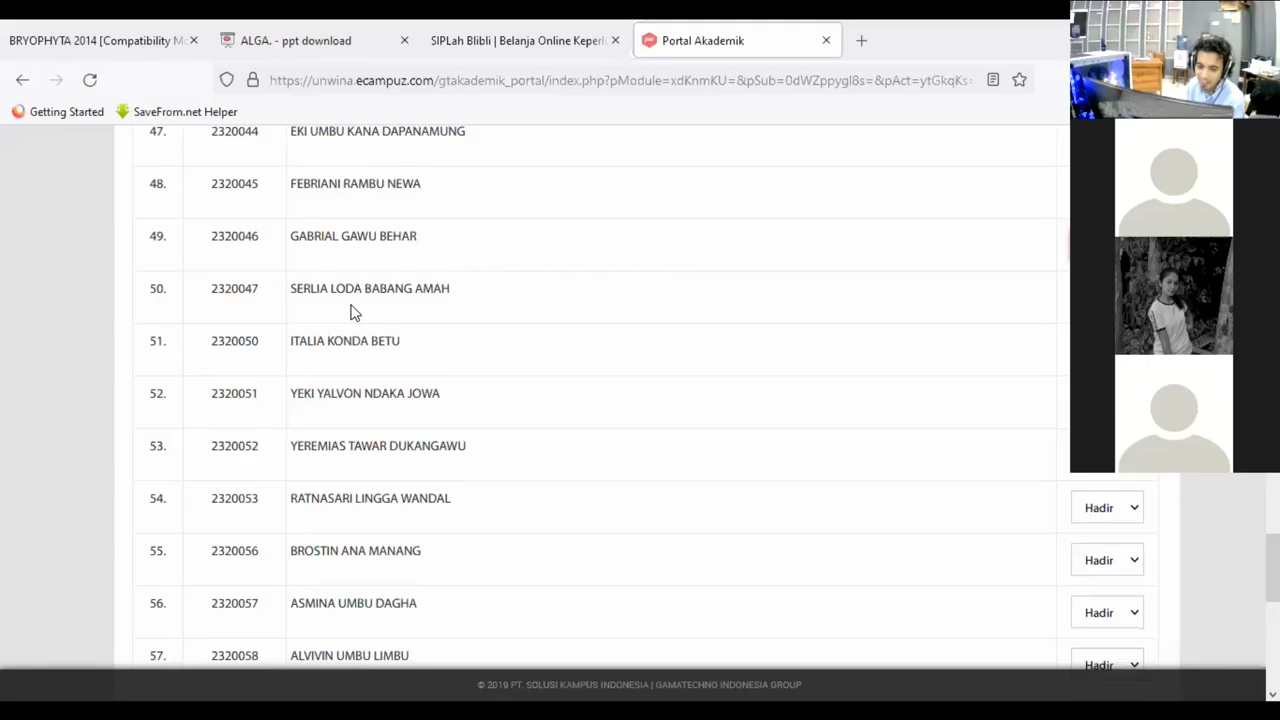 BRYOPHYTA 2014 [Compatibility Mo
ALGA. - ppt download
SIPLah Blibli | Belanja Online Keperlu
Portal Akademik
https://unwina.ecampuz.com/gtakademik_portal/index.php?pModule=xdKnmKU=&pSub=0dWZppygl8s=&pAct=ytGkqKs=
Getting Started
SaveFrom.net Helper
47. 2320044 EKI UMBU KANA DAPANAMUNG
48. 2320045 FEBRIANI RAMBU NEWA
49. 2320046 GABRIAL GAWU BEHAR
50. 2320047 SERLIA LODA BABANG AMAH
51. 2320050 ITALIA KONDA BETU
52. 2320051 YEKI YALVON NDAKA JOWA
53. 2320052 YEREMIAS TAWAR DUKANGAWU
54. 2320053 RATNASARI LINGGA WANDAL Hadir
55. 2320056 BROSTIN ANA MANANG Hadir
56. 2320057 ASMINA UMBU DAGHA Hadir
57. 2320058 ALVIVIN UMBU LIMBU Hadir
© 2019 PT. SOLUSI KAMPUS INDONESIA | GAMATECHNO INDONESIA GROUP